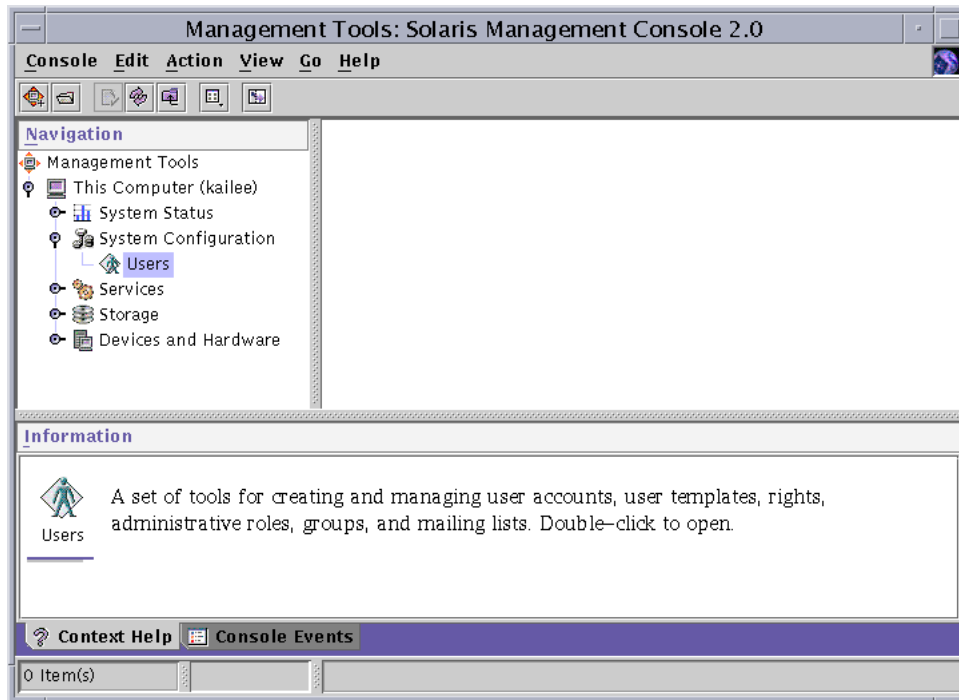 Management Tools: Solaris Management Console 2.0
Console Edit Action View Go Help
Navigation
Management Tools
This Computer (kailee)
System Status
System Configuration
Users
Services
Storage
Devices and Hardware
Information
A set of tools for creating and managing user accounts, user templates, rights,
administrative roles, groups, and mailing lists. Double-click to open.
Users
Context Help Console Events
0 Item(s)